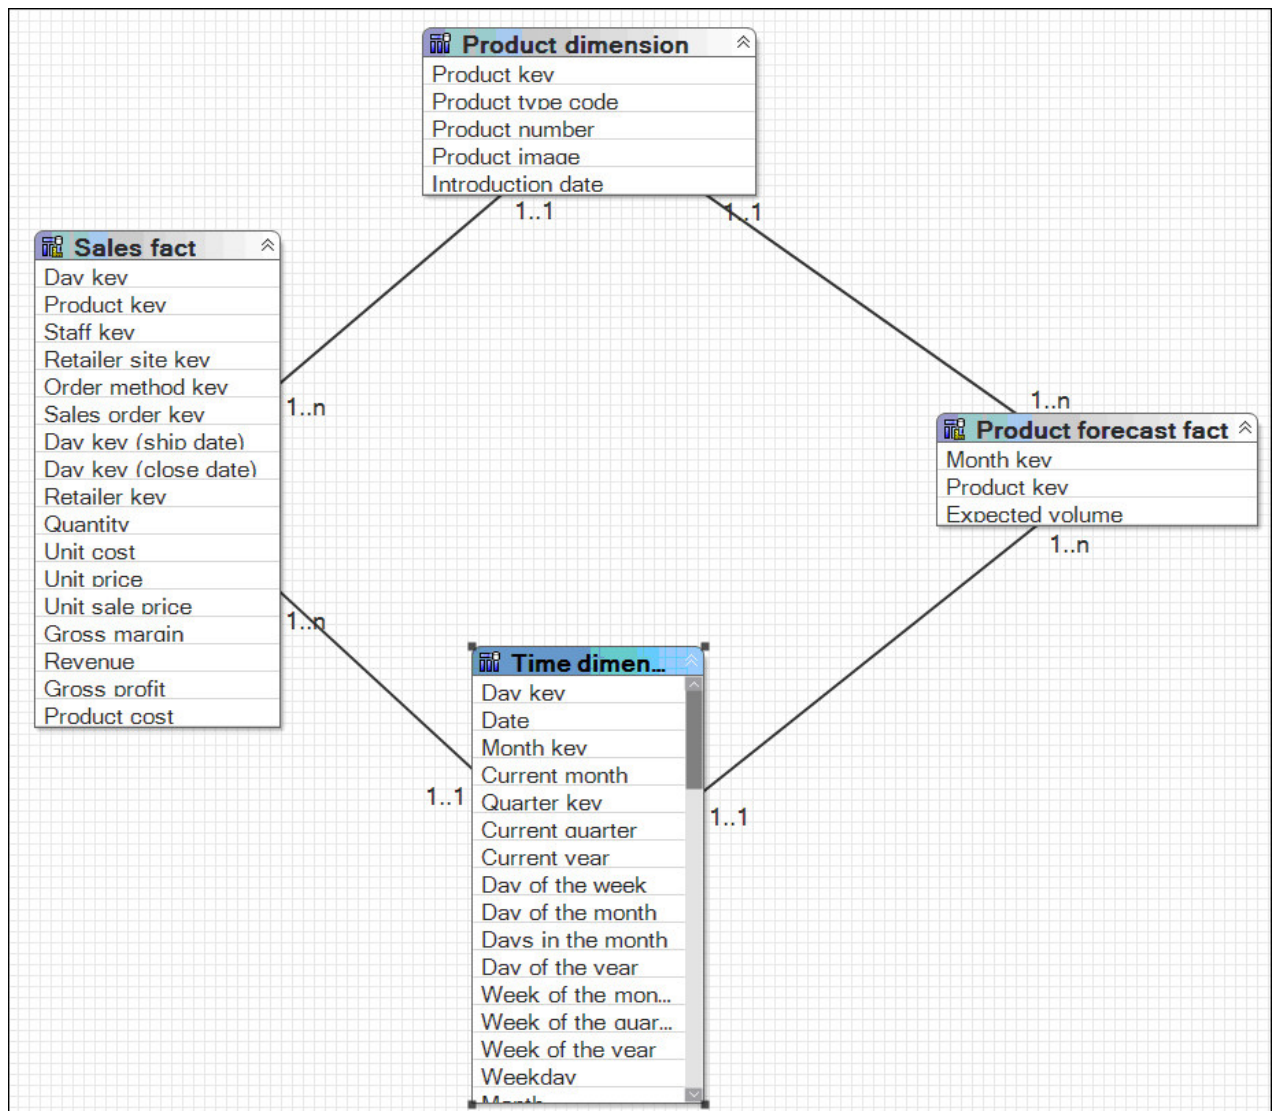 Product dimension
Product key
Product type code
Product number
Product image
Introduction date
1..1
1..1
Sales fact
Day key
Product key
Staff key
Retailer site key
Order method key
Sales order key
Day key (ship date)
Day key (close date)
Retailer key
Quantity
Unit cost
Unit price
Unit sale price
Gross margin
Revenue
Gross profit
Product cost
1..n
1..n
1..n
Product forecast fact
Month key
Product key
Expected volume
1..n
Time dimen...
Day key
Date
Month key
Current month
Quarter key
Current quarter
Current year
Day of the week
Day of the month
Days in the month
Day of the year
Week of the mon...
Week of the quar...
Week of the year
Weekday
Month
1..1
1..1